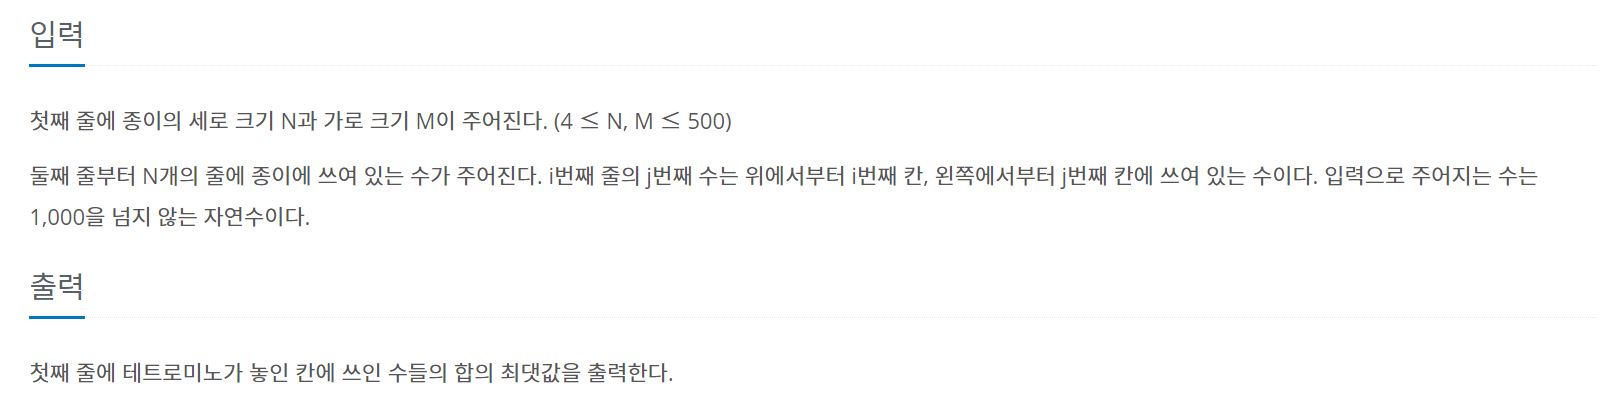 입력
첫째 줄에 종이의 세로 크기 N과 가로 크기 M이 주어진다. (4 ≤ N, M ≤ 500)
둘째 줄부터 N개의 줄에 종이에 쓰여 있는 수가 주어진다. i번째 줄의 j번째 수는 위에서부터 i번째 칸, 왼쪽에서부터 j번째 칸에 쓰여 있는 수이다. 입력으로 주어지는 수는
1,000을 넘지 않는 자연수이다.
출력
첫째 줄에 테트로미노가 놓인 칸에 쓰인 수들의 합의 최댓값을 출력한다.